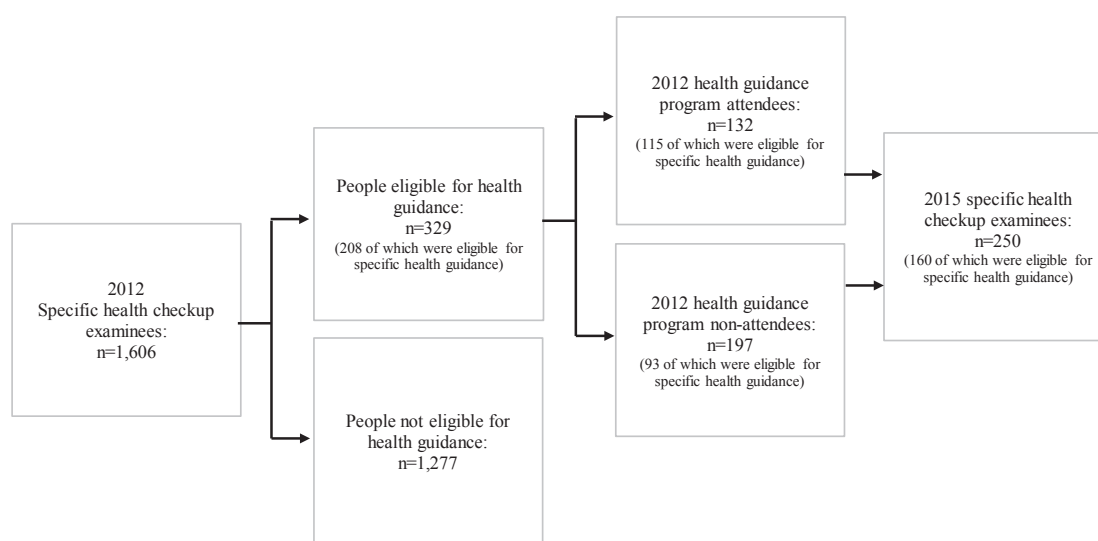 2012
Specific health checkup
examinees:
n=1,606
People eligible for health
guidance:
n=329
(208 of which were eligible for
specific health guidance)
People not eligible for
health guidance:
n=1,277
2012 health guidance
program attendees:
n=132
(115 of which were eligible for
specific health guidance)
2012 health guidance
program non-attendees:
n=197
(93 of which were eligible for
specific health guidance)
2015 specific health
checkup examinees:
n=250
(160 of which were eligible for
specific health guidance)